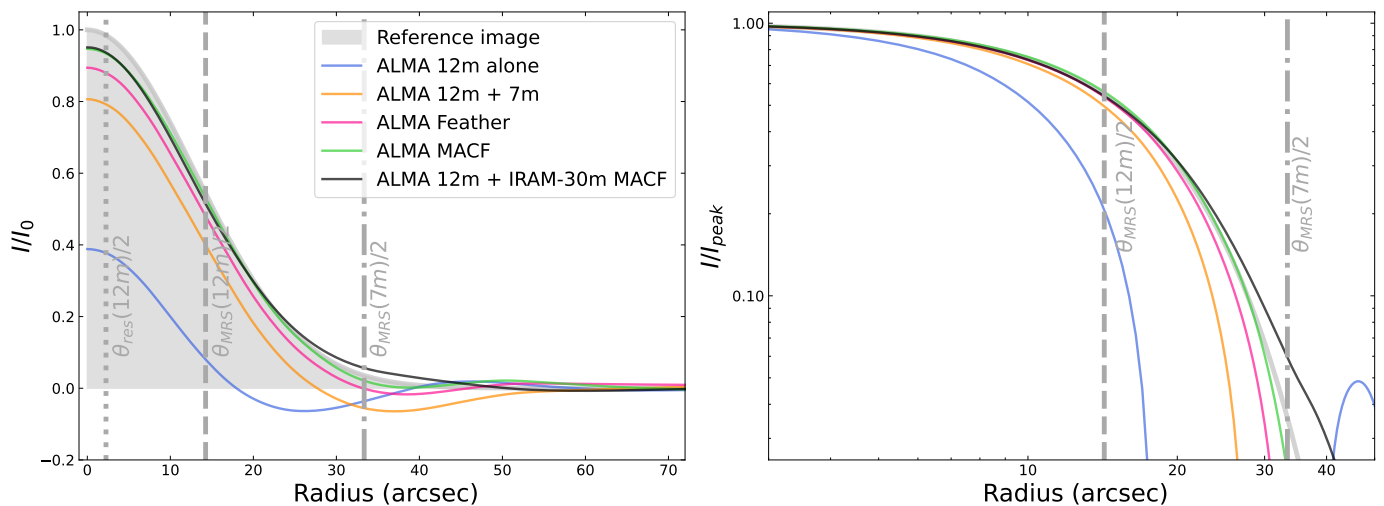 1.0
0.8
0.6
0.4
0.2
0.0
−0.2
I/I0
0
10
20
30
40
50
60
70
Radius (arcsec)
Reference image
ALMA 12m alone
ALMA 12m + 7m
ALMA Feather
ALMA MACF
ALMA 12m + IRAM-30m MACF
θres(12m)/2
θMRS(12m)/2
θMRS(7m)/2
1.00
0.10
I/Ipeak
10
20
30
40
Radius (arcsec)
θMRS(12m)/2
θMRS(7m)/2